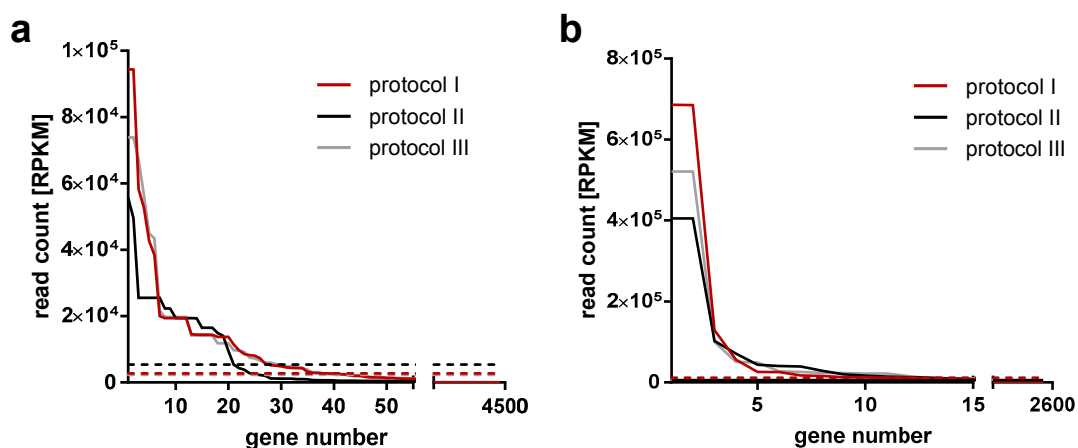 a
1×10⁵
8×10⁴
6×10⁴
4×10⁴
2×10⁴
0
read count [RPKM]
10
20
30
40
50
4500
gene number
protocol I
protocol II
protocol III
b
8×10⁵
6×10⁵
4×10⁵
2×10⁵
0
read count [RPKM]
5
10
15
2600
gene number
protocol I
protocol II
protocol III